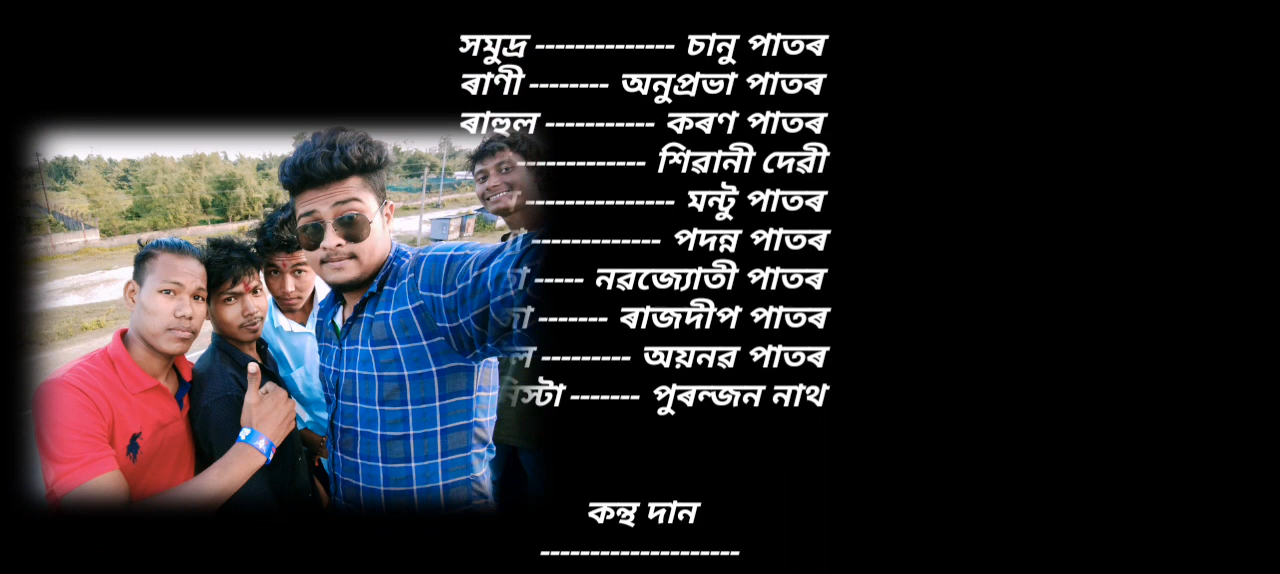 সমুদ্ৰ -------------- চানু পাতৰ
ৰাণী -------- অনুপ্ৰভা পাতৰ
ৰাহুল ----------- কৰণ পাতৰ
------------- শিৱানী দেৱী
--------------- মন্টু পাতৰ
------------- পদন্ন পাতৰ
----- নৱজ্যোতী পাতৰ
------- ৰাজদীপ পাতৰ
--------- অয়নৱ পাতৰ
------- পুৰন্জন নাথ
কন্থ দান
--------------------